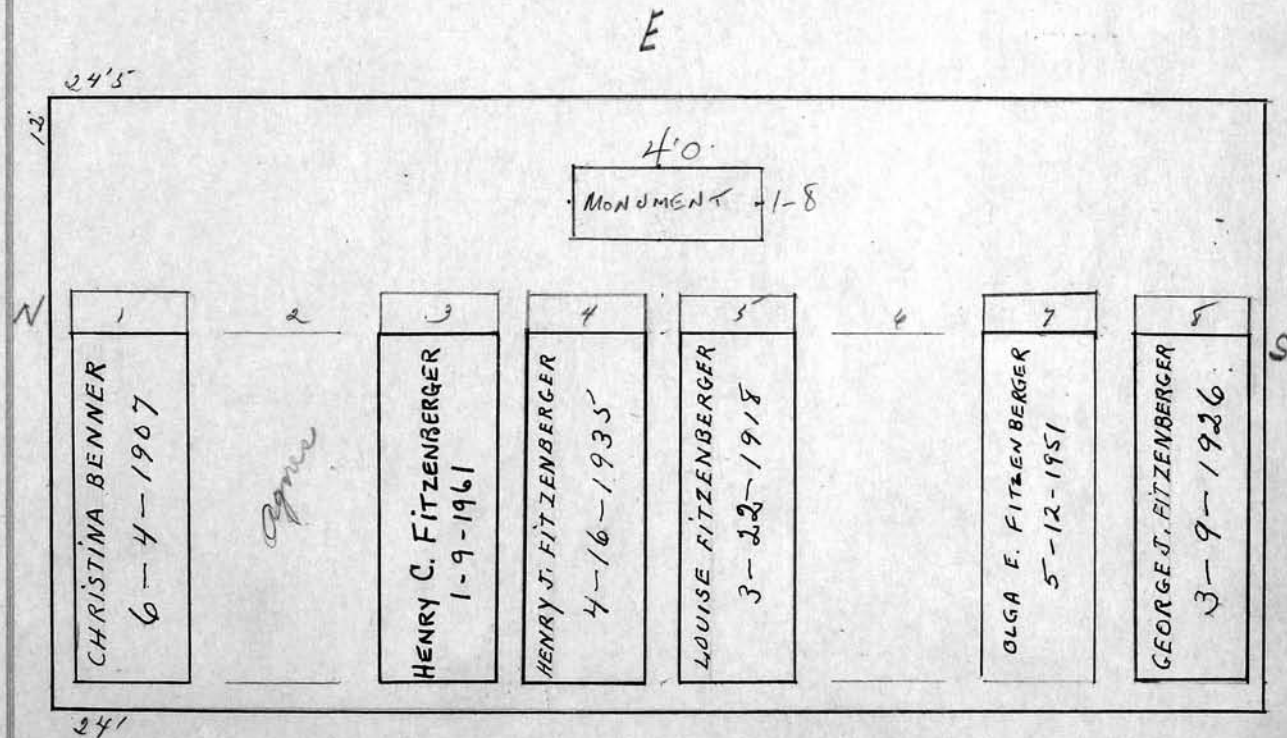 E
24'5
12'
4'0
MONUMENT -1-8
N
1
2
3
4
5
6
7
8
S
CHRISTINA BENNER
6-4-1907
Agnes
HENRY C. FITZENBERGER
1-9-1961
HENRY J. FITZENBERGER
4-16-1935
LOUISE FITZENBERGER
3-22-1918
OLGA E. FITZENBERGER
5-12-1951
GEORGE J. FITZENBERGER
3-9-1926
24'